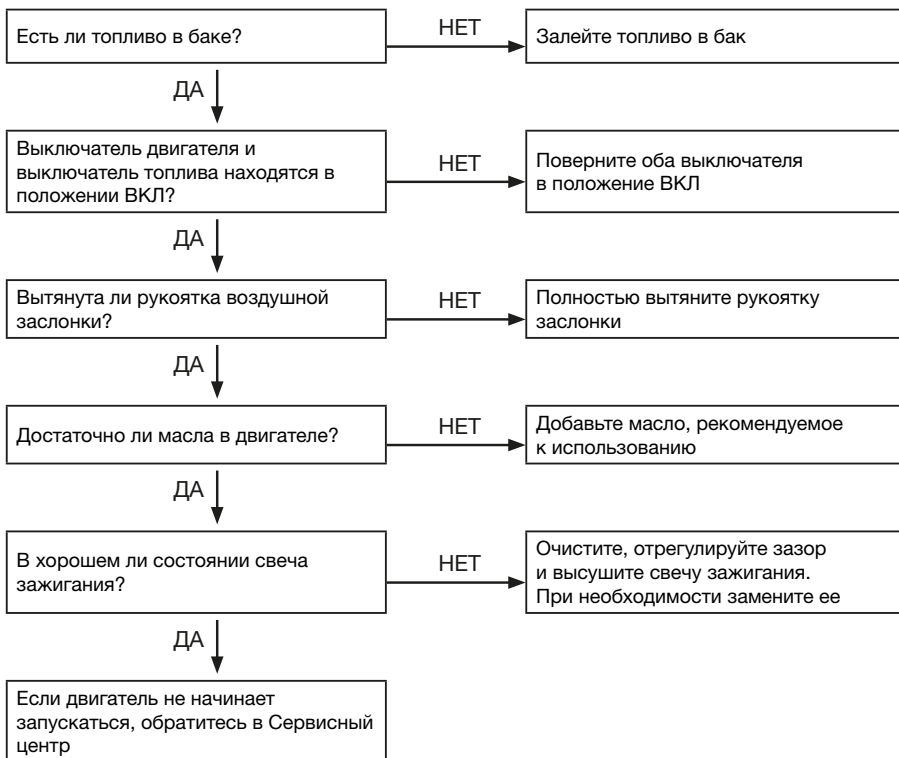 Есть ли топливо в баке?
НЕТ
Залейте топливо в бак
ДА
Выключатель двигателя и
выключатель топлива находятся в
положении ВКЛ?
НЕТ
Поверните оба выключателя
в положение ВКЛ
ДА
Вытянута ли рукоятка воздушной
заслонки?
НЕТ
Полностью вытяните рукоятку
заслонки
ДА
Достаточно ли масла в двигателе?
НЕТ
Добавьте масло, рекомендуемое
к использованию
ДА
В хорошем ли состоянии свеча
зажигания?
НЕТ
Очистите, отрегулируйте зазор
и высушите свечу зажигания.
При необходимости замените ее
ДА
Если двигатель не начинает
запускаться, обратитесь в Сервисный
центр